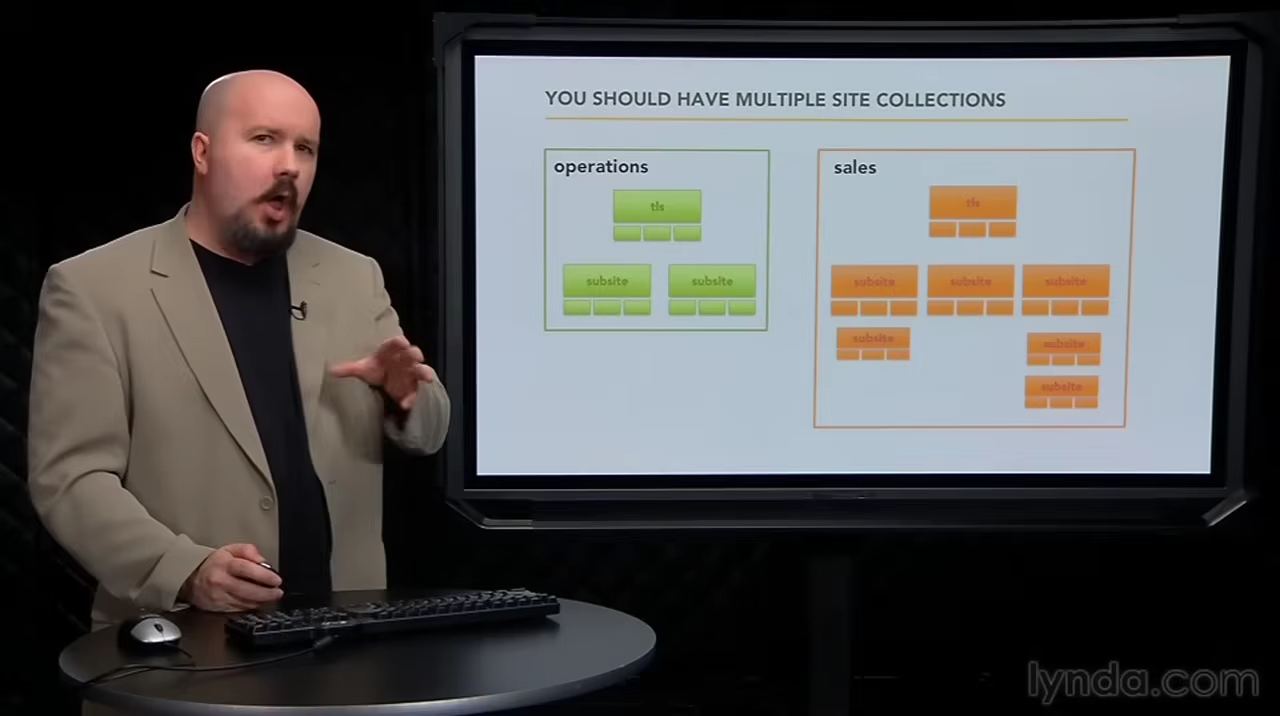 YOU SHOULD HAVE MULTIPLE SITE COLLECTIONS
operations
tls
subsite
subsite
sales
tls
subsite
subsite
subsite
subsite
subsite
subsite
lynda.com